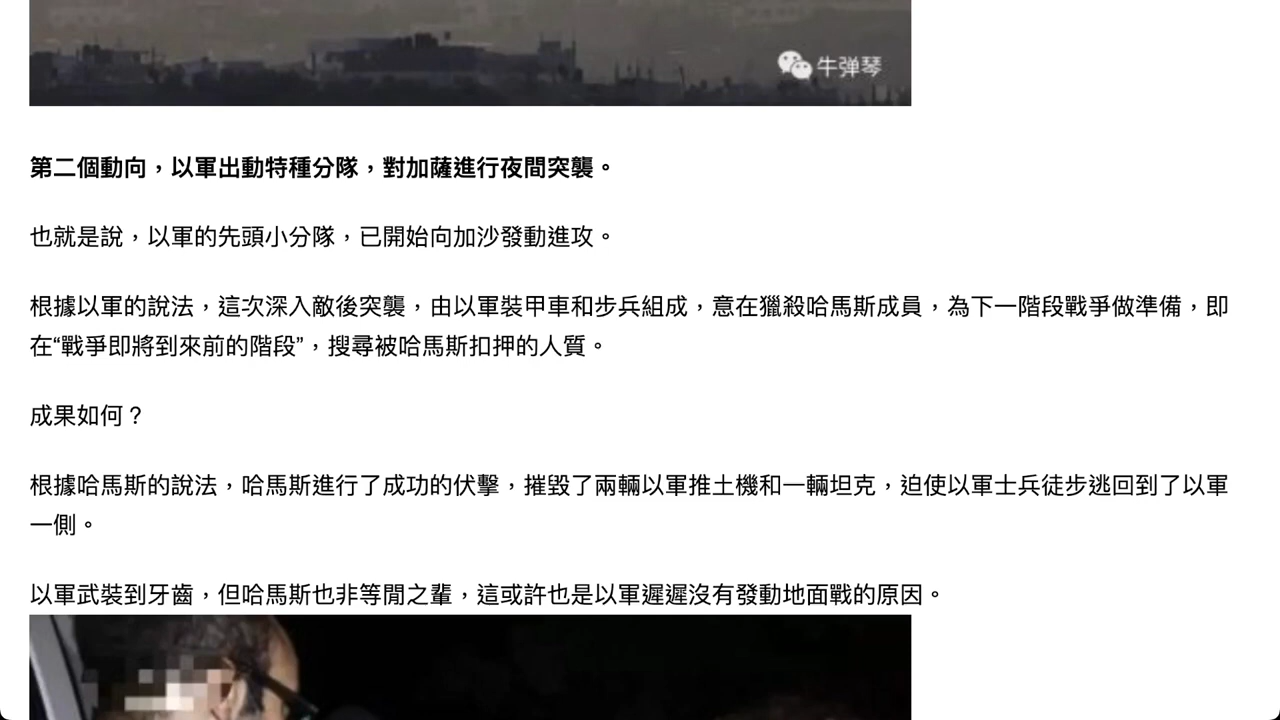 牛弹琴
第二個動向，以軍出動特種分隊，對加薩進行夜間突襲。
也就是說，以軍的先頭小分隊，已開始向加沙發動進攻。
根據以軍的說法，這次深入敵後突襲，由以軍裝甲車和步兵組成，意在獵殺哈馬斯成員，為下一階段戰爭做準備，即
在“戰爭即將到來前的階段”，搜尋被哈馬斯扣押的人質。
成果如何？
根據哈馬斯的說法，哈馬斯進行了成功的伏擊，摧毀了兩輛以軍推土機和一輛坦克，迫使以軍士兵徒步逃回到了以軍
一側。
以軍武裝到牙齒，但哈馬斯也非等閒之輩，這或許也是以軍遲遲沒有發動地面戰的原因。